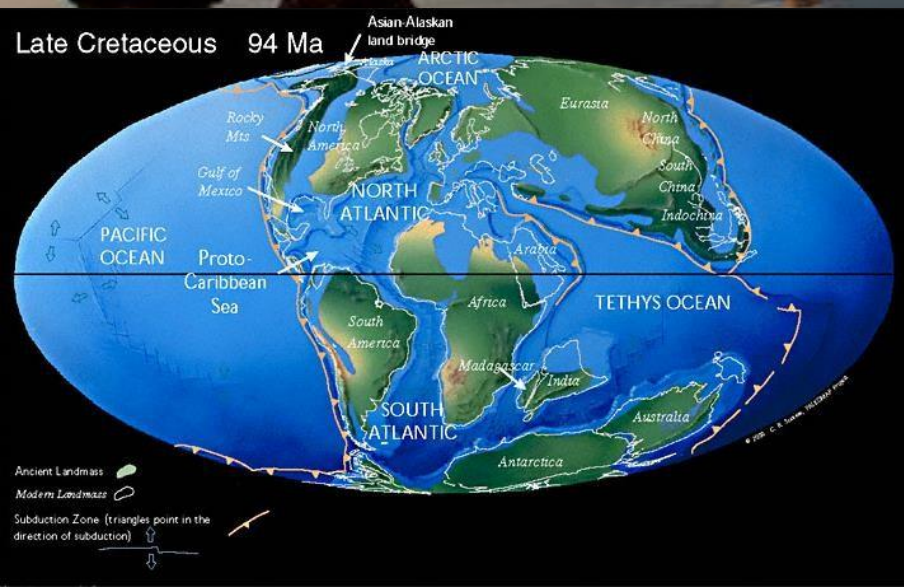 Late Cretaceous 94 Ma
Asian-Alaskan
land bridge
Alaska
ARCTIC
OCEAN
Rocky
Mts
North
America
Eurasia
North
China
South
China
Indochina
Gulf of
Mexico
NORTH
ATLANTIC
PACIFIC
OCEAN
Proto-
Caribbean
Sea
Arabia
Africa
TETHYS OCEAN
South
America
Madagascar
India
SOUTH
ATLANTIC
Australia
Antarctica
Ancient Landmass
Modern Landmass
Subduction Zone (triangles point in the
direction of subduction)